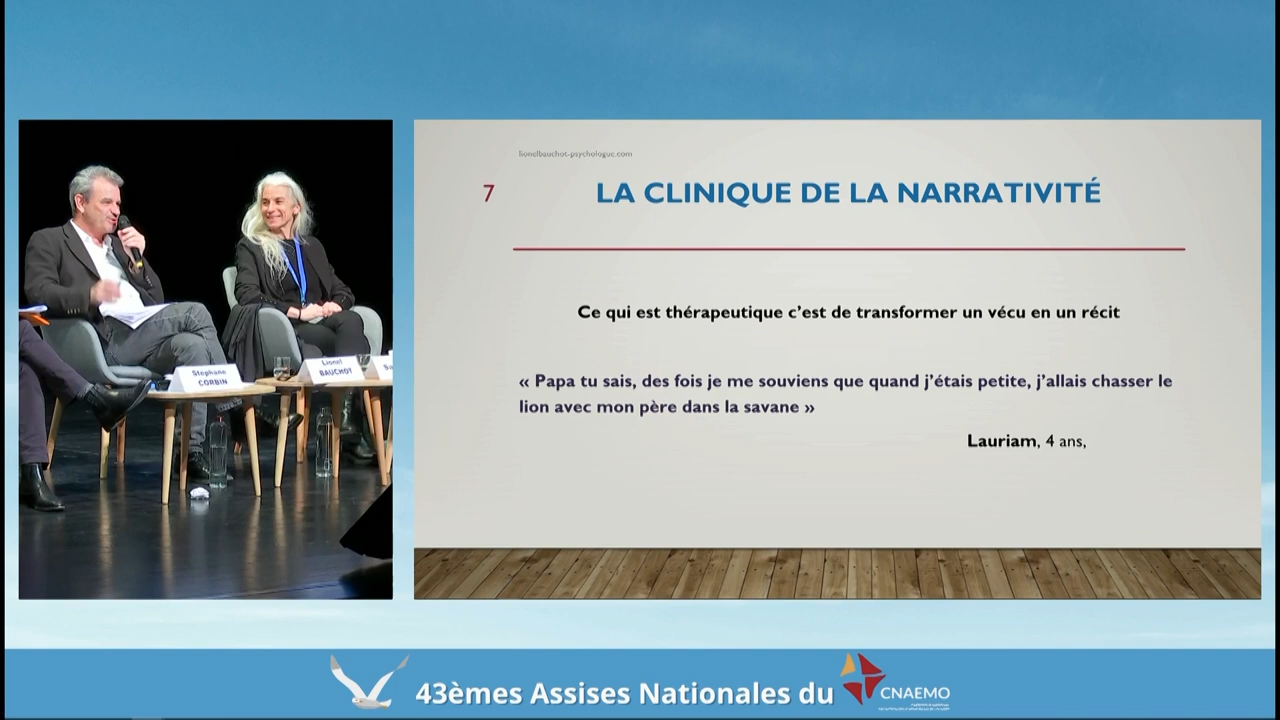 lionelbauchot-psychologue.com
7
LA CLINIQUE DE LA NARRATIVITÉ
Ce qui est thérapeutique c’est de transformer un vécu en un récit
« Papa tu sais, des fois je me souviens que quand j’étais petite, j’allais chasser le
lion avec mon père dans la savane »
Lauriam, 4 ans,
Stéphane
CORBIN
Lionel
BAUCHOT
43èmes Assises Nationales du
CNAEMO